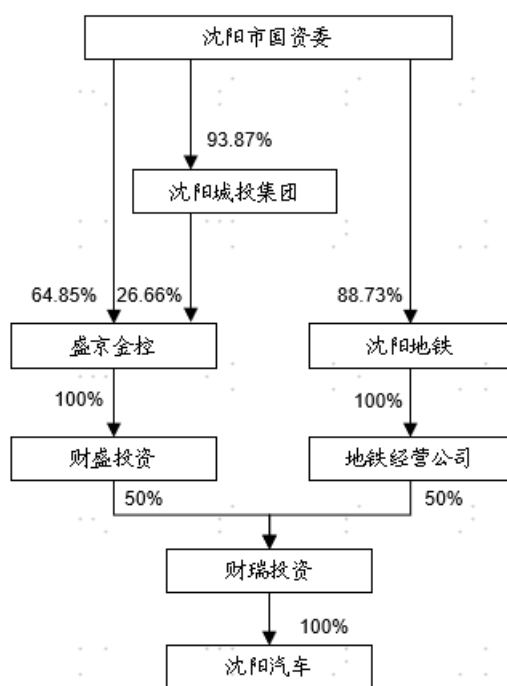 沈阳市国资委
93.87%
沈阳城投集团
64.85%
26.66%
88.73%
盛京金控
沈阳地铁
100%
100%
财盛投资
地铁经营公司
50%
50%
财瑞投资
100%
沈阳汽车